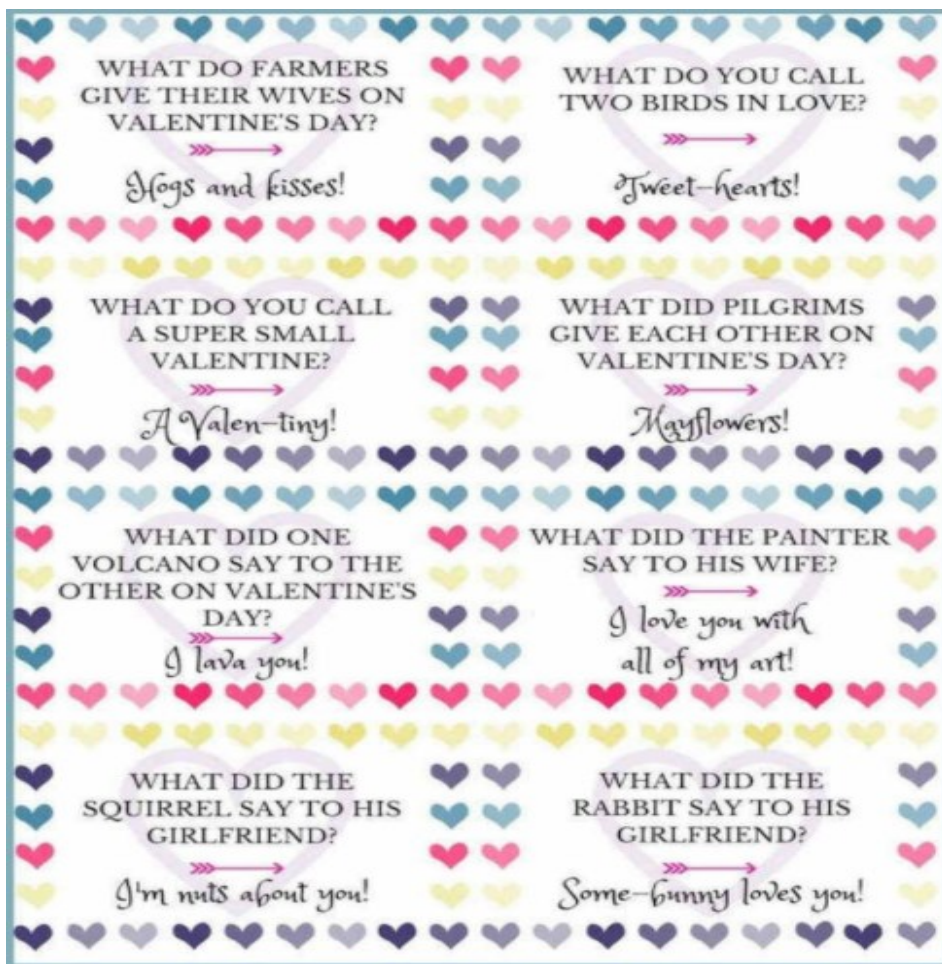 WHAT DO FARMERS
GIVE THEIR WIVES ON
VALENTINE'S DAY?
Hogs and kisses!
WHAT DO YOU CALL
TWO BIRDS IN LOVE?
Tweet-hearts!
WHAT DO YOU CALL
A SUPER SMALL
VALENTINE?
A Valen-tiny!
WHAT DID PILGRIMS
GIVE EACH OTHER ON
VALENTINE'S DAY?
Mayflowers!
WHAT DID ONE
VOLCANO SAY TO THE
OTHER ON VALENTINE'S
DAY?
I lava you!
WHAT DID THE PAINTER
SAY TO HIS WIFE?
I love you with
all of my art!
WHAT DID THE
SQUIRREL SAY TO HIS
GIRLFRIEND?
I'm nuts about you!
WHAT DID THE
RABBIT SAY TO HIS
GIRLFRIEND?
Some-bunny loves you!